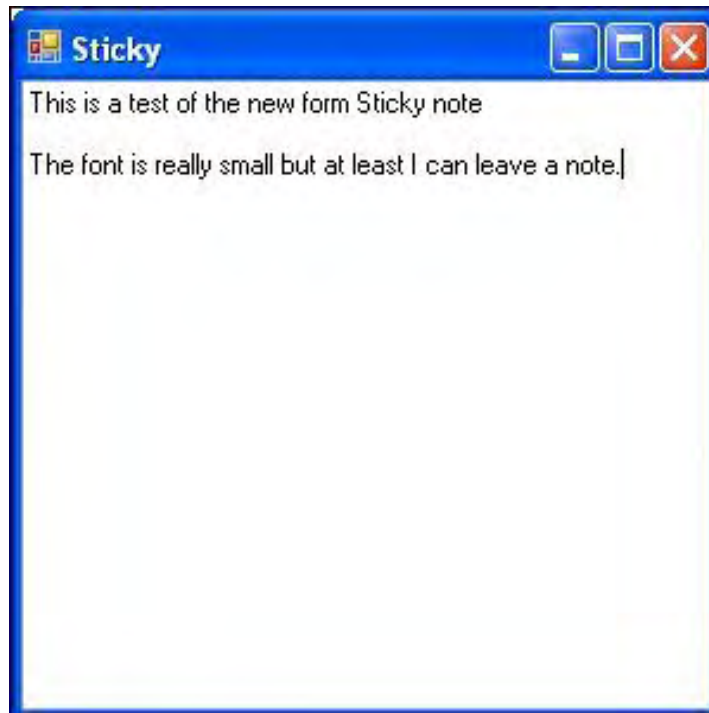 Sticky
This is a test of the new form Sticky note
The font is really small but at least I can leave a note.